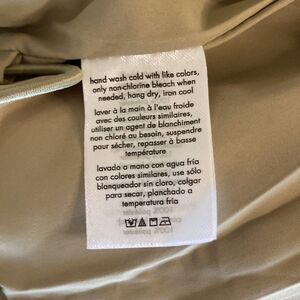 hand wash cold with like colors,
only non-chlorine bleach when
needed, hang dry, iron cool
laver à la main à l'eau froide
avec des couleurs similaires,
utiliser un agent de blanchiment
non chloré au besoin, suspendre
pour sécher, repasser à basse
température
lavado a mano con agua fría
con colores similares, use sólo
blanqueador sin cloro, colgar
para secar, planchado a
temperatura fría